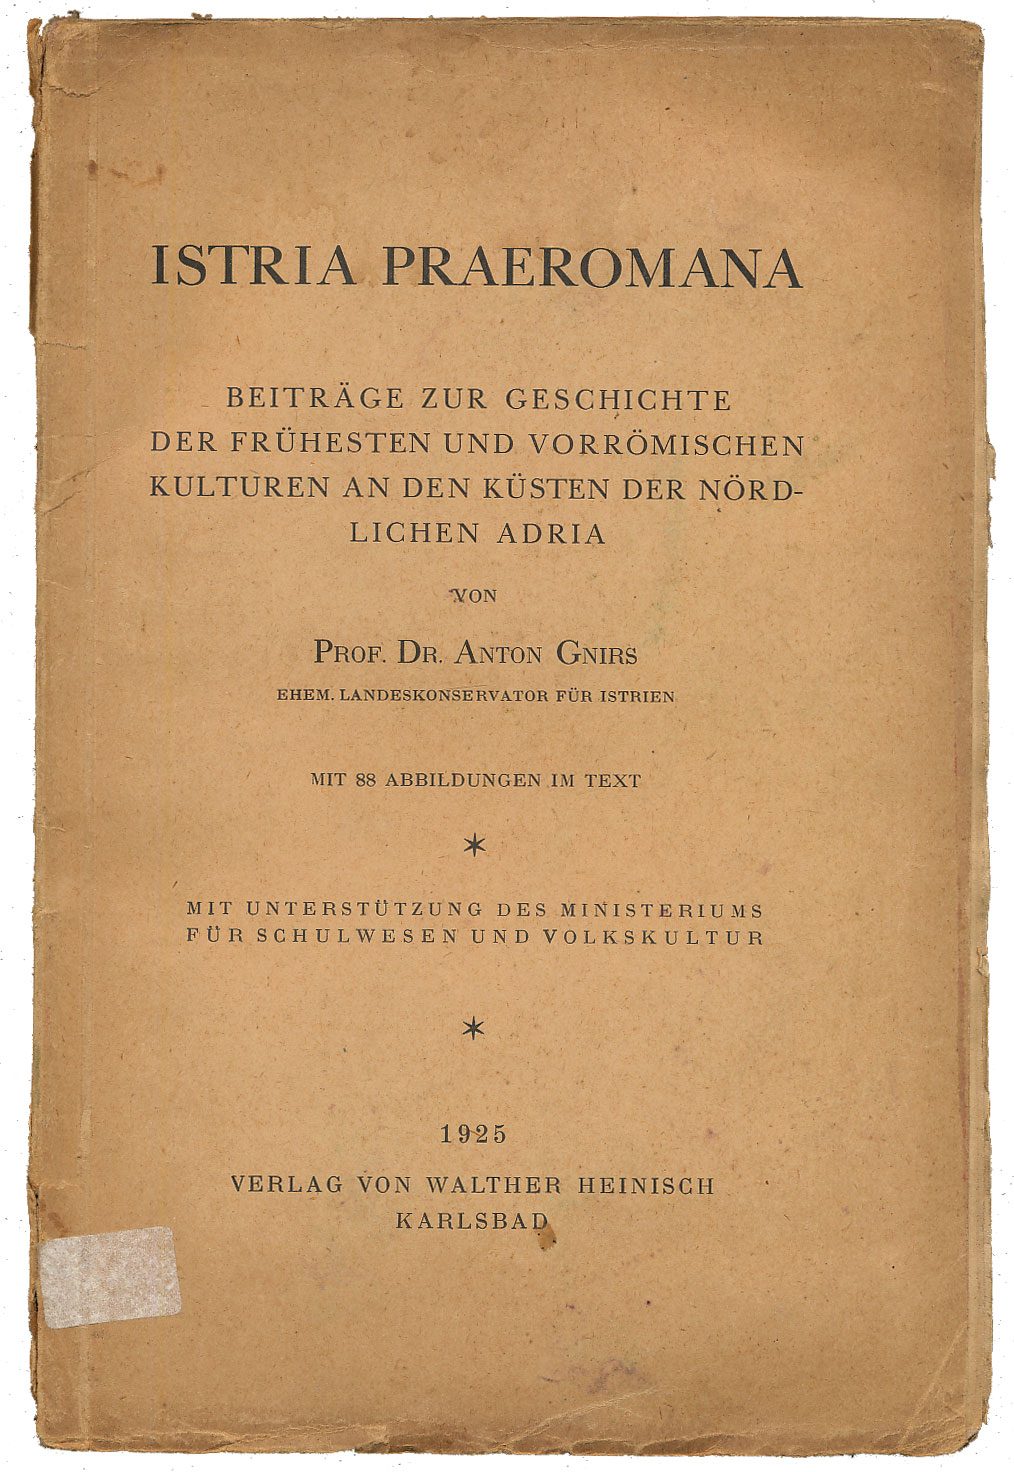 ISTRIA PRAEROMANA
BEITRÄGE ZUR GESCHICHTE
DER FRÜHESTEN UND VORRÖMISCHEN
KULTUREN AN DEN KÜSTEN DER NÖRD-
LICHEN ADRIA
VON
PROF. DR. ANTON GNIRS
EHEM. LANDESKONSERVATOR FÜR ISTRIEN
MIT 88 ABBILDUNGEN IM TEXT
*
MIT UNTERSTÜTZUNG DES MINISTERIUMS
FÜR SCHULWESEN UND VOLKSKULTUR
*
1925
VERLAG VON WALTHER HEINISCH
KARLSBAD